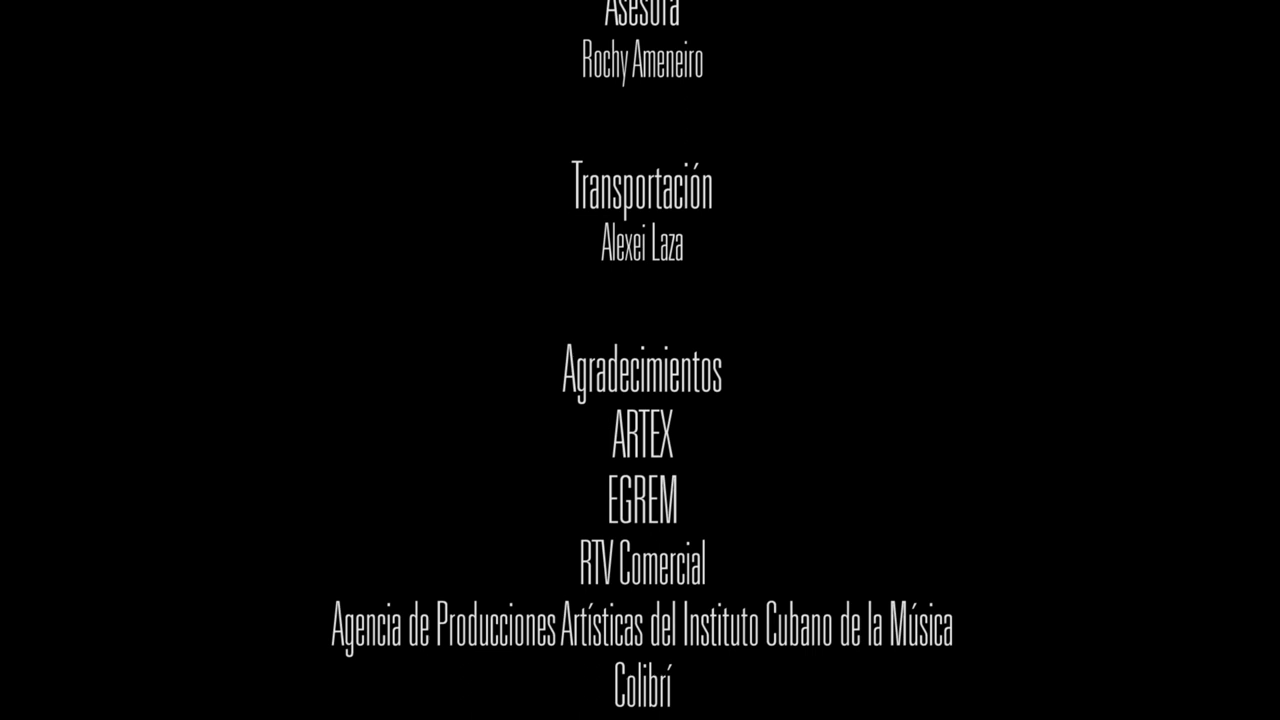 Asesora
Rochy Ameneiro
Transportación
Alexei Laza
Agradecimientos
ARTEX
EGREM
RTV Comercial
Agencia de Producciones Artísticas del Instituto Cubano de la Música
Colibrí